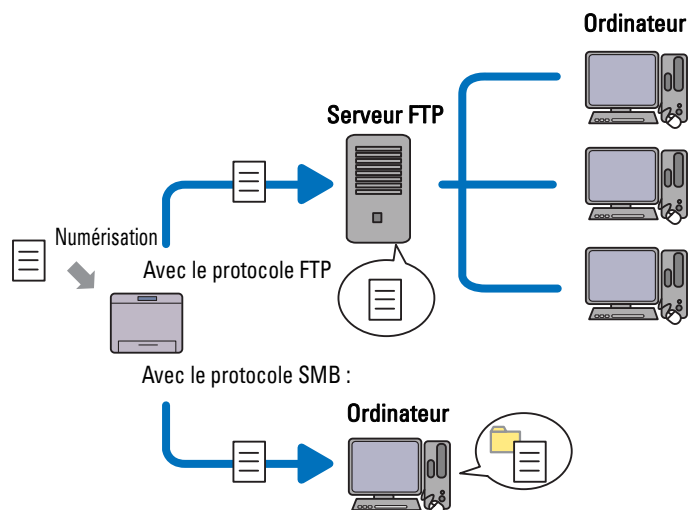 Ordinateur
Serveur FTP
Numérisation
Avec le protocole FTP
Avec le protocole SMB :
Ordinateur